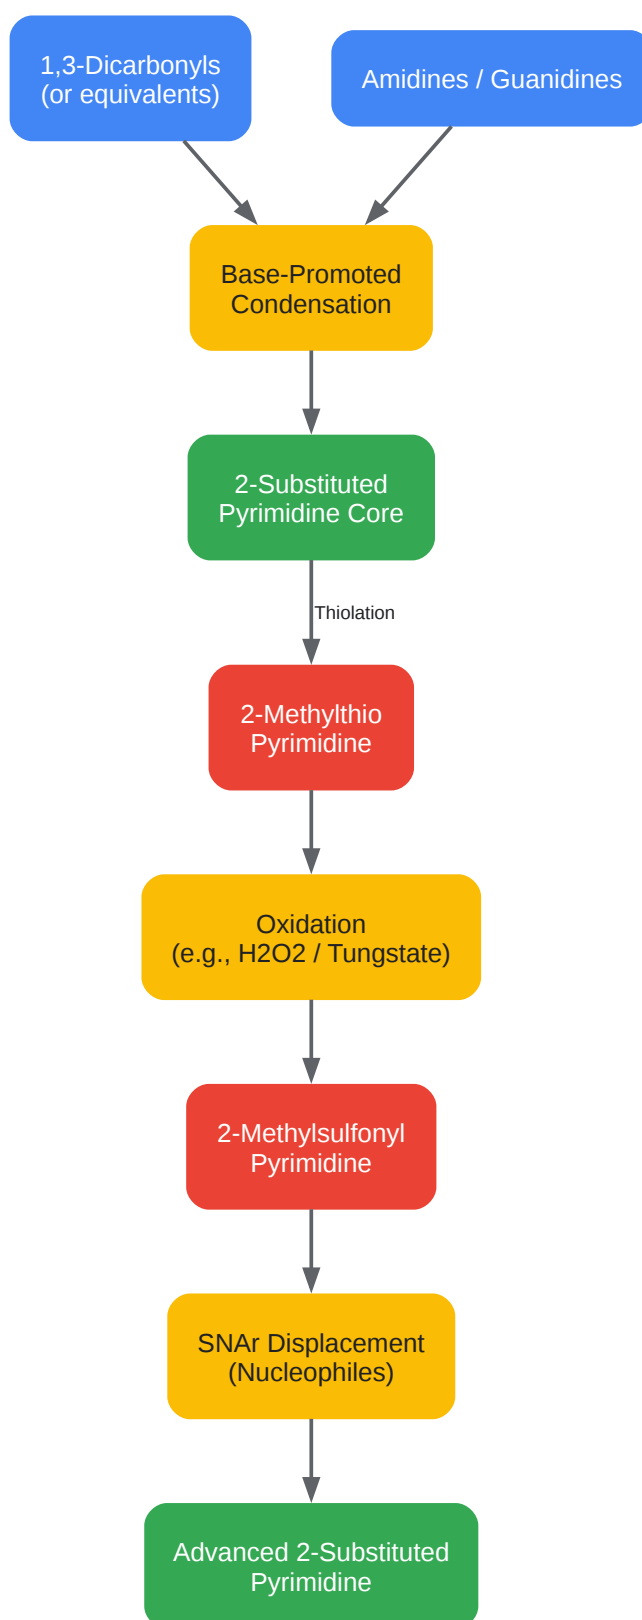 1,3-Dicarbonyls
(or equivalents)
Amidines / Guanidines
Base-Promoted
Condensation
2-Substituted
Pyrimidine Core
Thiolation
2-Methylthio
Pyrimidine
Oxidation
(e.g., H2O2 / Tungstate)
2-Methylsulfonyl
Pyrimidine
SNAr Displacement
(Nucleophiles)
Advanced 2-Substituted
Pyrimidine